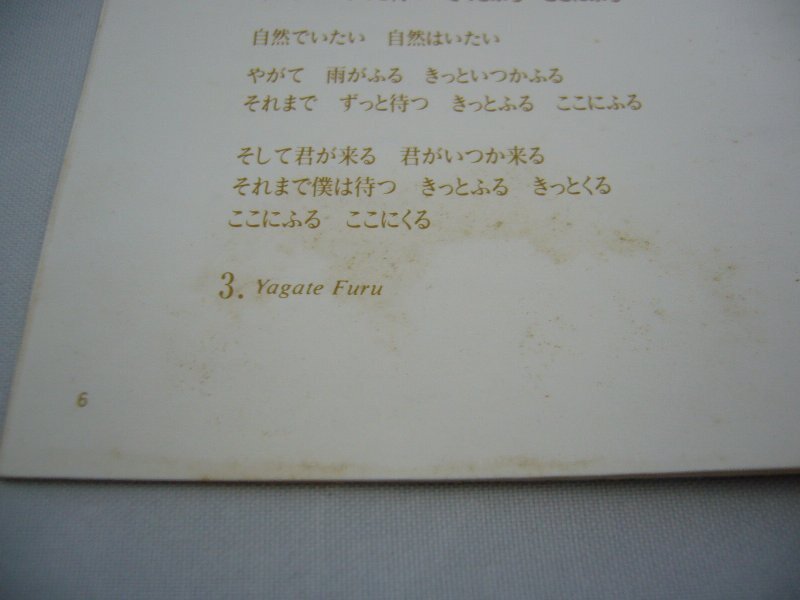 自然でいたい　自然はいたい
やがて　雨がふる　きっといつかふる
それまで　ずっと待つ　きっとふる　ここにふる
そして君が来る　君がいつか来る
それまで僕は待つ　きっとふる　きっとくる
ここにふる　ここにくる
3. Yagate Furu
6